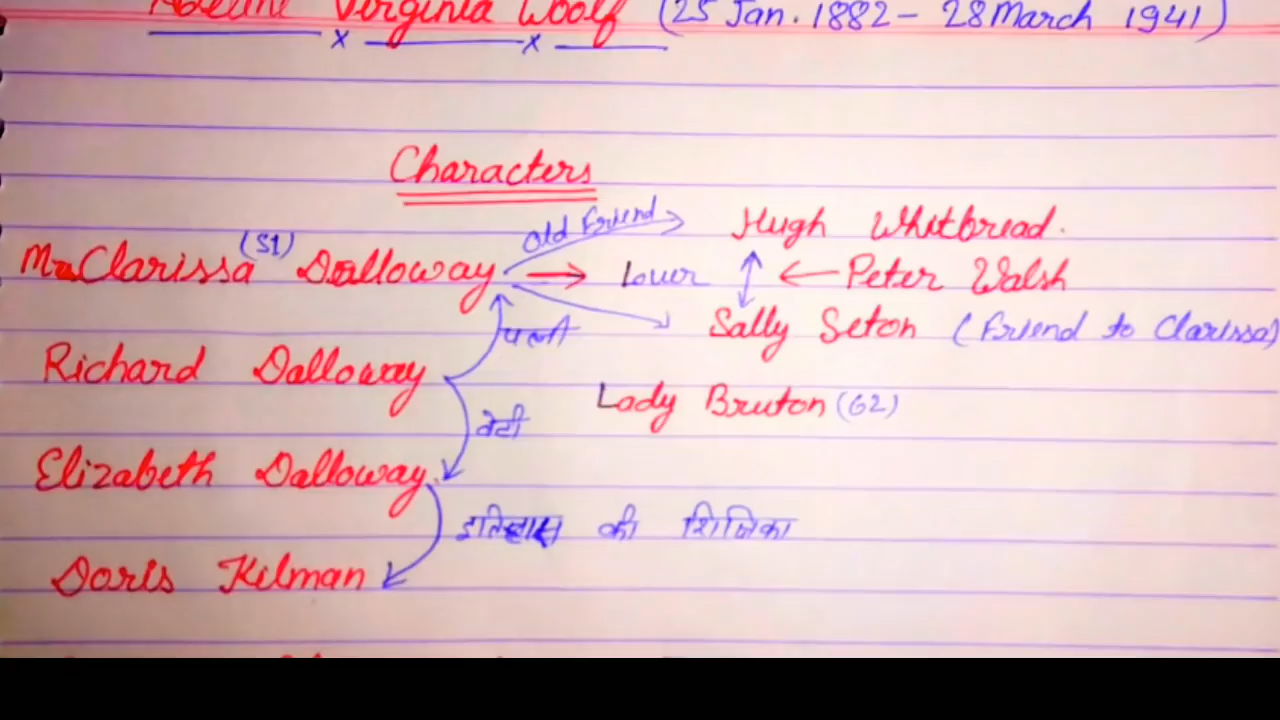 Adeline Virginia Woolf (25 Jan. 1882 - 28 March 1941)
Characters
Old Friend Hugh Whitbread.
Mrs Clarissa (51) Dalloway Lover Peter Walsh
पत्नी Sally Seton (Friend to Clarissa)
Richard Dalloway
Lady Bruton (62)
बेटी
Elizabeth Dalloway
इतिहास की शिक्षिका
Doris Kilman